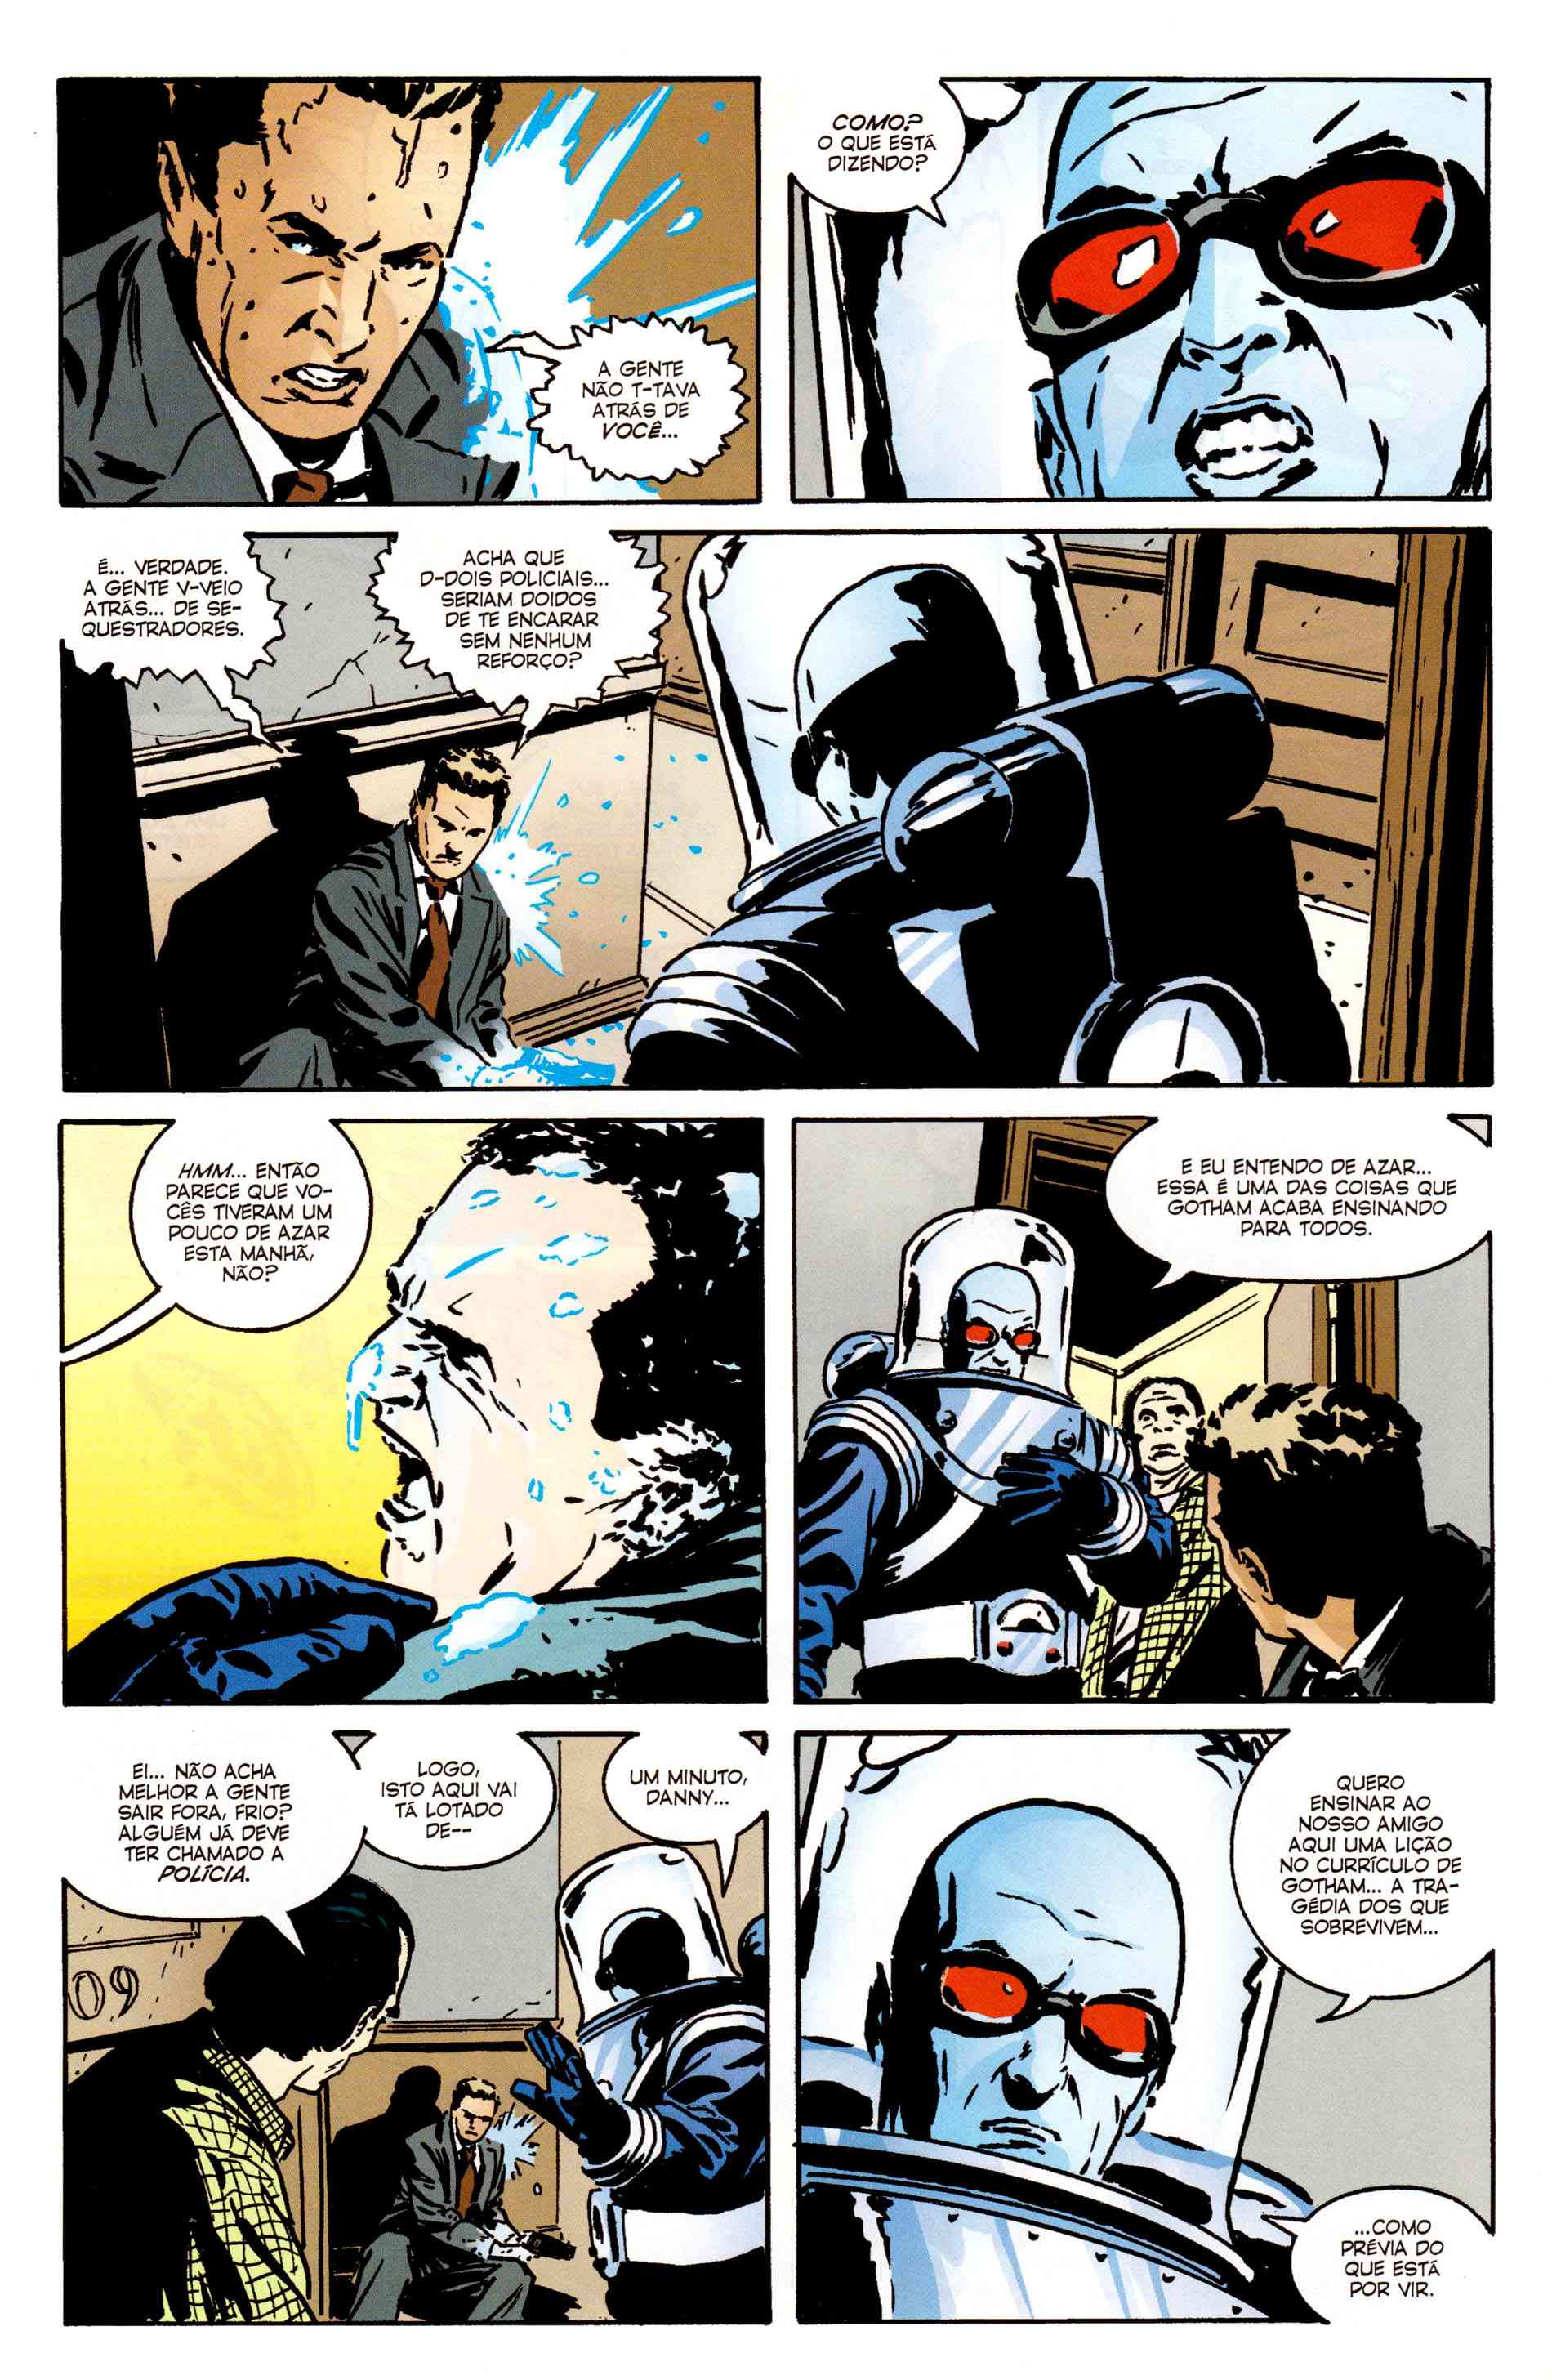 A GENTE
NÃO T-TAVA
ATRÁS DE
VOCÊ...
COMO?
O QUE ESTÁ
DIZENDO?
É... VERDADE.
A GENTE V-VEIO
ATRÁS... DE SE-
QUESTRADORES.
ACHA QUE
D-DOIS POLICIAIS...
SERIAM DOIDOS
DE TE ENCARAR
SEM NENHUM
REFORÇO?
HMM... ENTÃO
PARECE QUE VO-
CÊS TIVERAM UM
POUCO DE AZAR
ESTA MANHÃ,
NÃO?
E EU ENTENDO DE AZAR...
ESSA É UMA DAS COISAS QUE
GOTHAM ACABA ENSINANDO
PARA TODOS.
EI... NÃO ACHA
MELHOR A GENTE
SAIR FORA, FRIO?
ALGUÉM JÁ DEVE
TER CHAMADO A
POLÍCIA.
LOGO,
ISTO AQUI VAI
TÁ LOTADO
DE--
UM MINUTO,
DANNY...
09
QUERO
ENSINAR AO
NOSSO AMIGO
AQUI UMA LIÇÃO
NO CURRÍCULO DE
GOTHAM... A TRA-
GÉDIA DOS QUE
SOBREVIVEM...
...COMO
PRÉVIA DO
QUE ESTÁ
POR VIR.